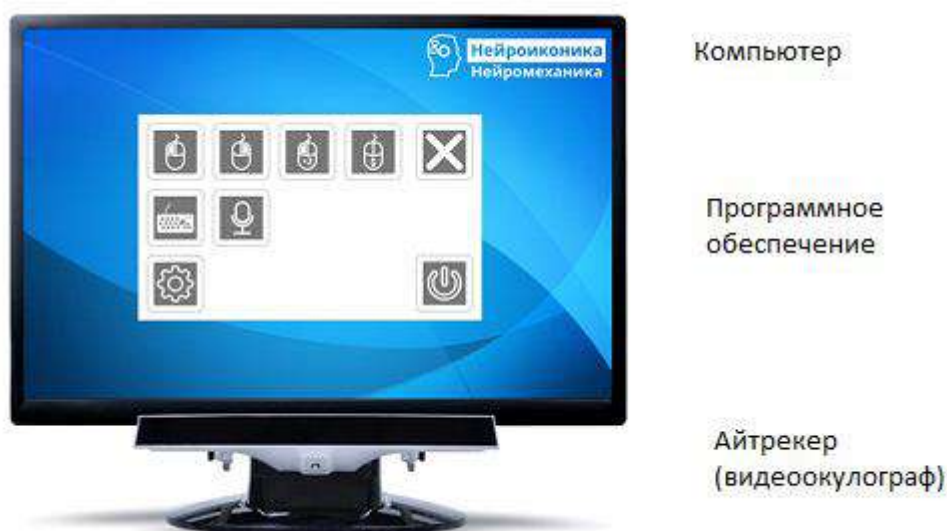 Нейроиконика
Нейромеханика
Компьютер
Программное
обеспечение
Айтрекер
(видеоокулограф)